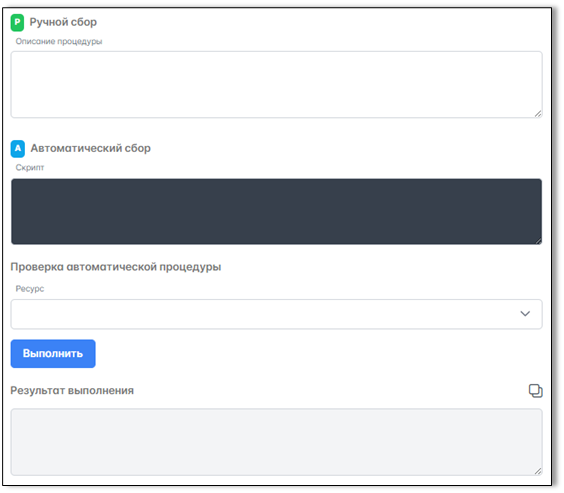 Р Ручной сбор
Описание процедуры
А Автоматический сбор
Скрипт
Проверка автоматической процедуры
Ресурс
Выполнить
Результат выполнения